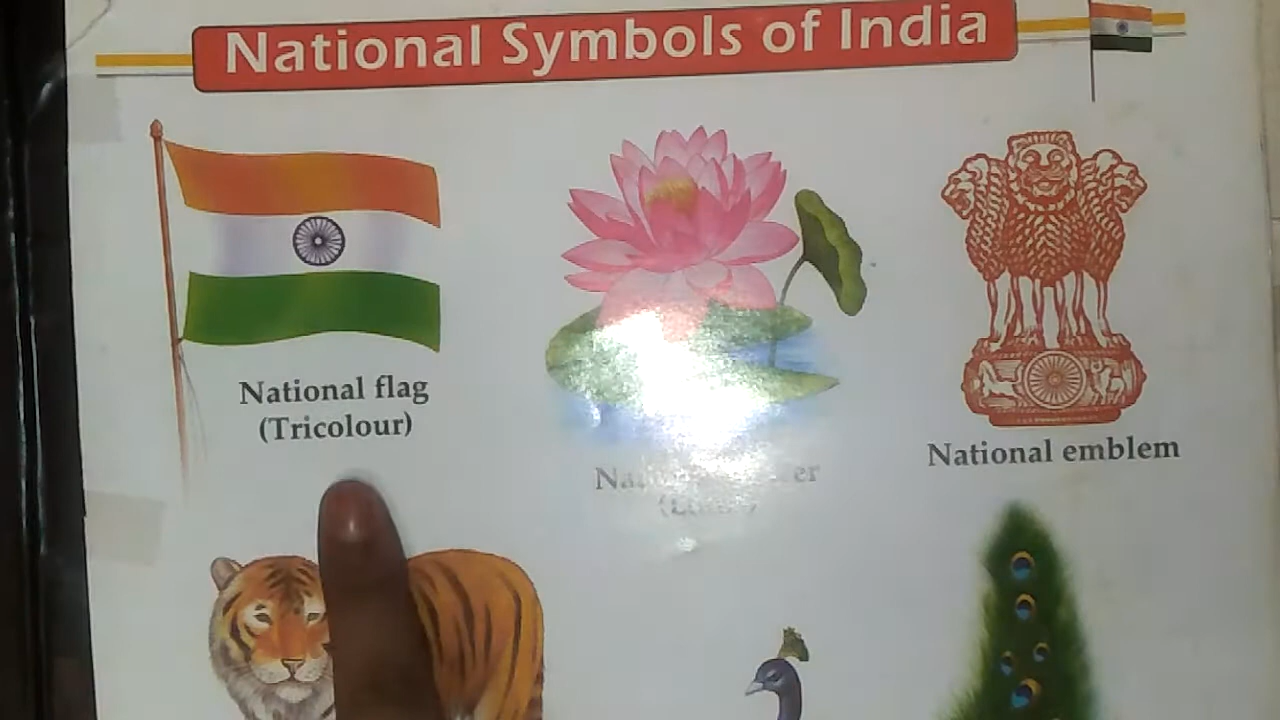 National Symbols of India
National flag
(Tricolour)
National emblem